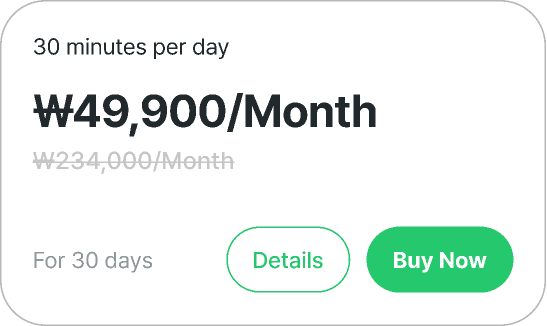 30 minutes per day
₩49,900/Month
₩234,000/Month
For 30 days
Details
Buy Now